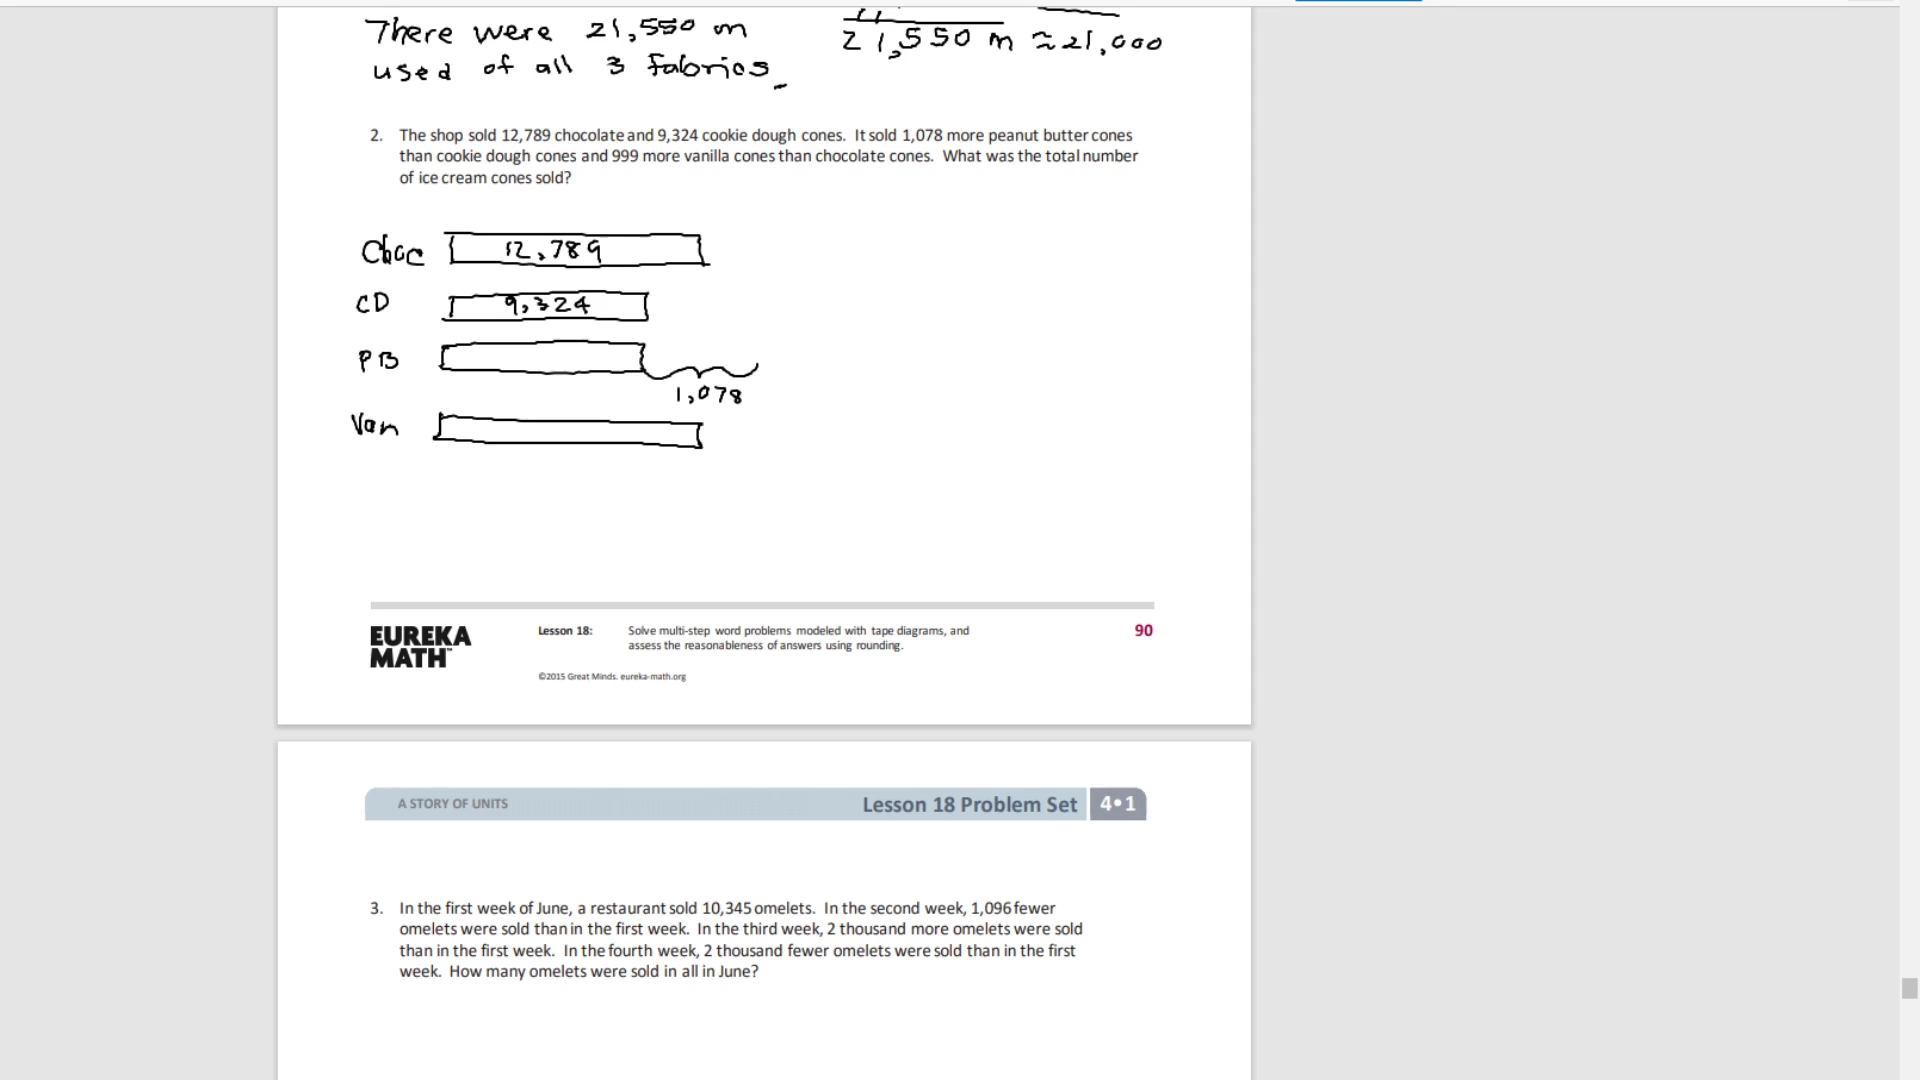 There were 21,550 m
21,550 m ≈ 21,000
used of all 3 fabrics.
2. The shop sold 12,789 chocolate and 9,324 cookie dough cones. It sold 1,078 more peanut butter cones
than cookie dough cones and 999 more vanilla cones than chocolate cones. What was the total number
of ice cream cones sold?
Choc 12,789
CD 9,324
PB
1,078
Van
EUREKA
MATH™
Lesson 18: Solve multi-step word problems modeled with tape diagrams, and
assess the reasonableness of answers using rounding.
90
©2015 Great Minds. eureka-math.org
A STORY OF UNITS
Lesson 18 Problem Set 4•1
3. In the first week of June, a restaurant sold 10,345 omelets. In the second week, 1,096 fewer
omelets were sold than in the first week. In the third week, 2 thousand more omelets were sold
than in the first week. In the fourth week, 2 thousand fewer omelets were sold than in the first
week. How many omelets were sold in all in June?